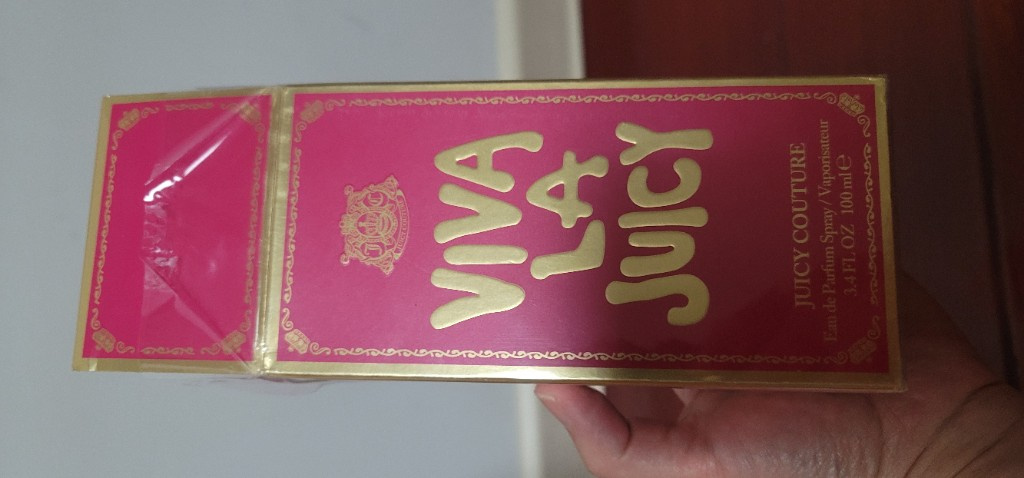 VIVA
LA
JUICY
JUICY COUTURE
Eau de Parfum Spray / Vaporisateur
3.4 FL OZ 100 ml ℮